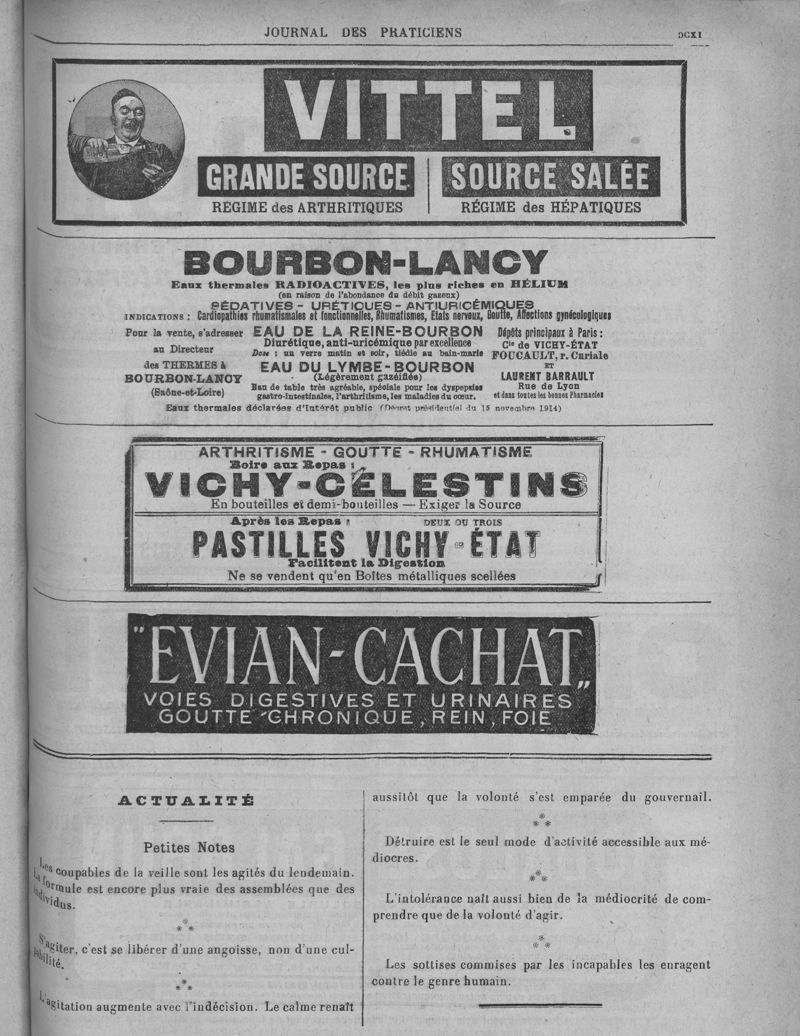 JOURNAL DES PRATICIENS
DCXI
VITTEL
GRANDE SOURCE
RÉGIME des ARTHRITIQUES
SOURCE SALÉE
RÉGIME des HÉPATIQUES
BOURBON-LANCY
Eaux thermales RADIOACTIVES, les plus riches en HÉLIUM
(en raison de l'abondance du débit gazeux)
SÉDATIVES - URÉTIQUES - ANTIURICÉMIQUES
INDICATIONS : Cardiopathies rhumatismales et fonctionnelles, Rhumatismes, Etats nerveux, Goutte, Affections gynécologiques
Pour la vente, s'adresser
au Directeur
des THERMES à
BOURBON-LANCY
(Saône-et-Loire)
EAU DE LA REINE-BOURBON
Diurétique, anti-uricémique par excellence
Dose : un verre matin et soir, tiédie au bain-marie
EAU DU LYMBE-BOURBON
(Légèrement gazéifiée)
Eau de table très agréable, spéciale pour les dyspepsies
gastro-intestinales, l'arthritisme, les maladies du cœur.
Dépôts principaux à Paris :
Cie de VICHY-ÉTAT
FOUCAULT, r. Curiale
ET
LAURENT BARRAULT
Rue de Lyon
et dans toutes les bonnes Pharmacies
Eaux thermales déclarées d'Intérêt public (Décret présidentiel du 15 novembre 1914)
ARTHRITISME - GOUTTE - RHUMATISME
Boire aux Repas :
VICHY-CÉLESTINS
En bouteilles et demi-bouteilles — Exiger la Source
Après les Repas : DEUX OU TROIS
PASTILLES VICHY-ÉTAT
Facilitent la Digestion
Ne se vendent qu'en Boîtes métalliques scellées
"EVIAN-CACHAT"
VOIES DIGESTIVES ET URINAIRES
GOUTTE CHRONIQUE, REIN, FOIE
ACTUALITÉ
Petites Notes
Les coupables de la veille sont les agités du lendemain.
La formule est encore plus vraie des assemblées que des
individus.
* * *
S'agiter, c'est se libérer d'une angoisse, non d'une cul-
pabilité.
* * *
L'agitation augmente avec l'indécision. Le calme renaît
aussitôt que la volonté s'est emparée du gouvernail.
* * *
Détruire est le seul mode d'activité accessible aux mé-
diocres.
* * *
L'intolérance naît aussi bien de la médiocrité de com-
prendre que de la volonté d'agir.
* * *
Les sottises commises par les incapables les enragent
contre le genre humain.